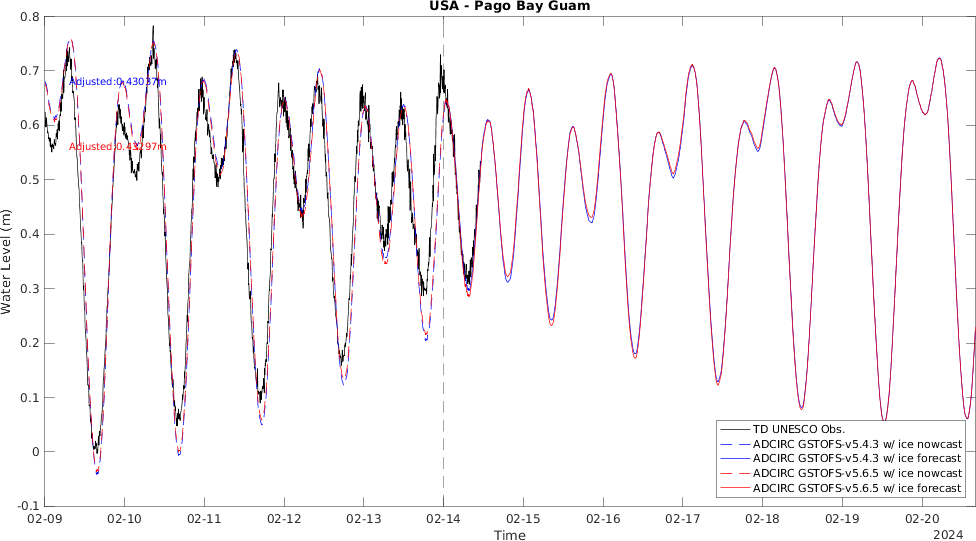 USA - Pago Bay Guam
Water Level (m)
0.8
0.7
0.6
0.5
0.4
0.3
0.2
0.1
0
-0.1
Adjusted:0.43037m
Adjusted:0.43297m
TD UNESCO Obs.
ADCIRC GSTOFS-v5.4.3 w/ ice nowcast
ADCIRC GSTOFS-v5.4.3 w/ ice forecast
ADCIRC GSTOFS-v5.6.5 w/ ice nowcast
ADCIRC GSTOFS-v5.6.5 w/ ice forecast
02-09 02-10 02-11 02-12 02-13 02-14 02-15 02-16 02-17 02-18 02-19 02-20
Time
2024